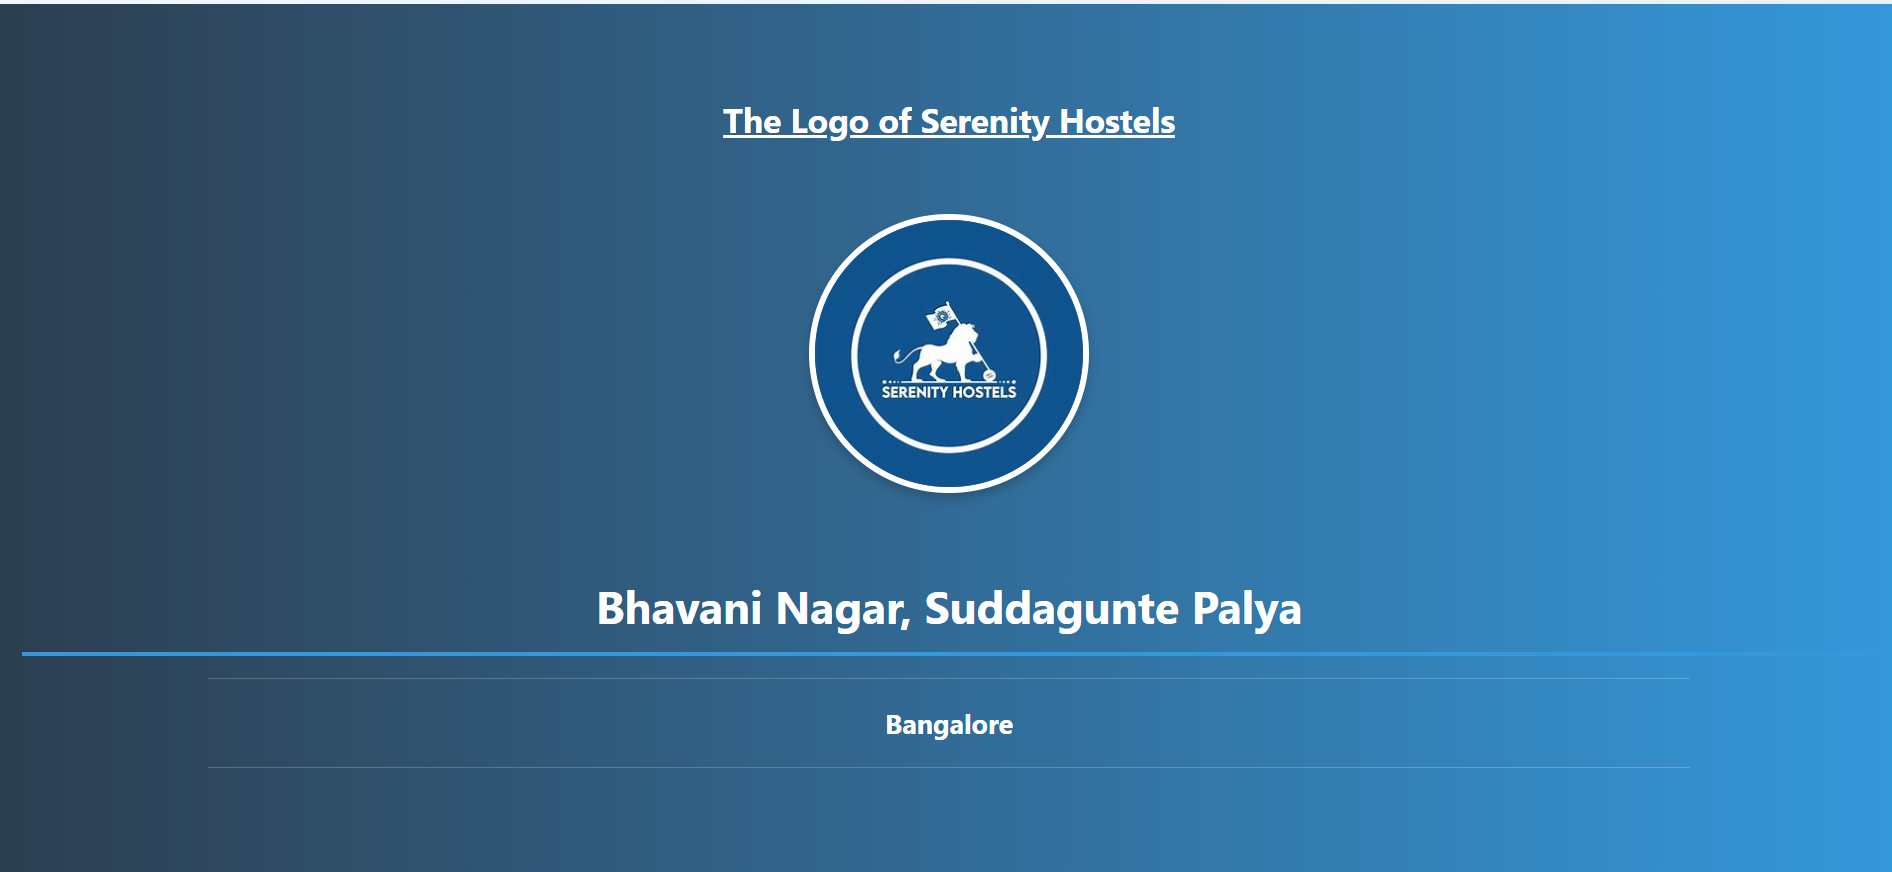 The Logo of Serenity Hostels
SERENITY HOSTELS
Bhavani Nagar, Suddagunte Palya
Bangalore